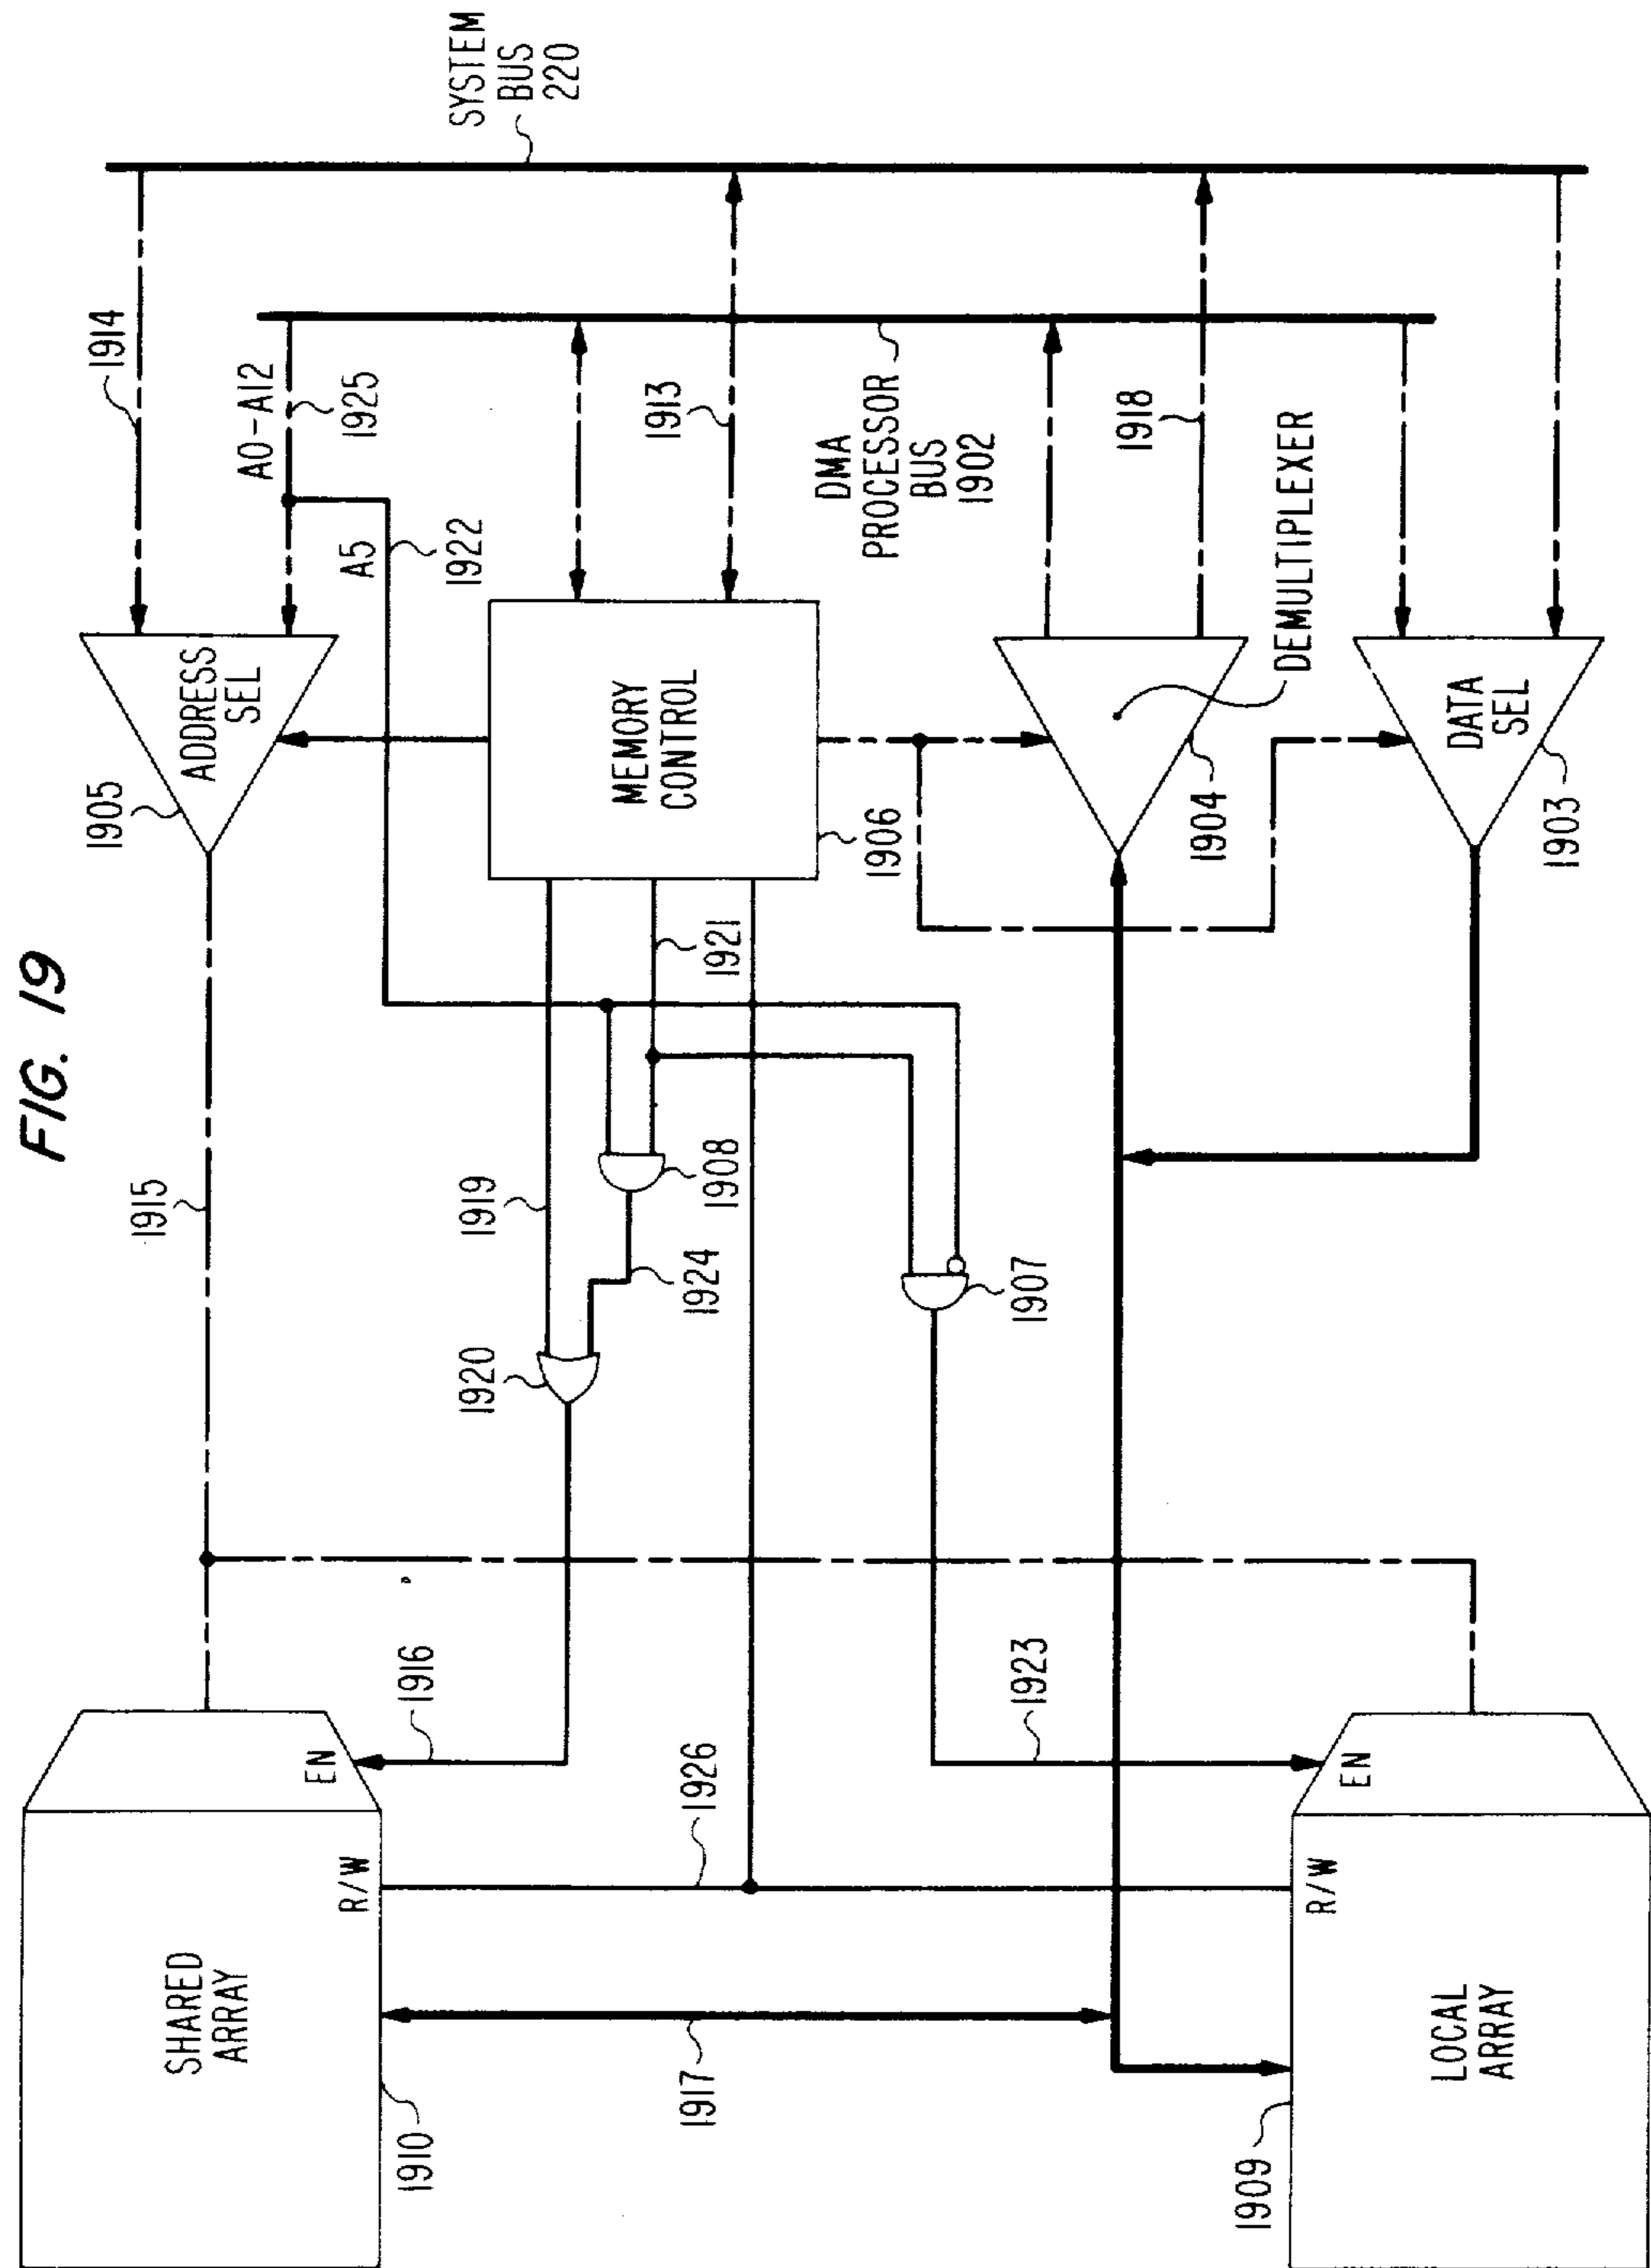 FIG. 19
SYSTEM
BUS
220
1914
A0-A12
1925
A5
1922
ADDRESS
SEL
1905
1915
MEMORY
CONTROL
1906
1913
DMA
PROCESSOR
BUS
1902
1918
DEMULTIPLEXER
1904
DATA
SEL
1903
1921
1919
1908
1924
1920
1907
1916
EN
1926
1923
EN
R/W
SHARED
ARRAY
1910
1917
R/W
LOCAL
ARRAY
1909